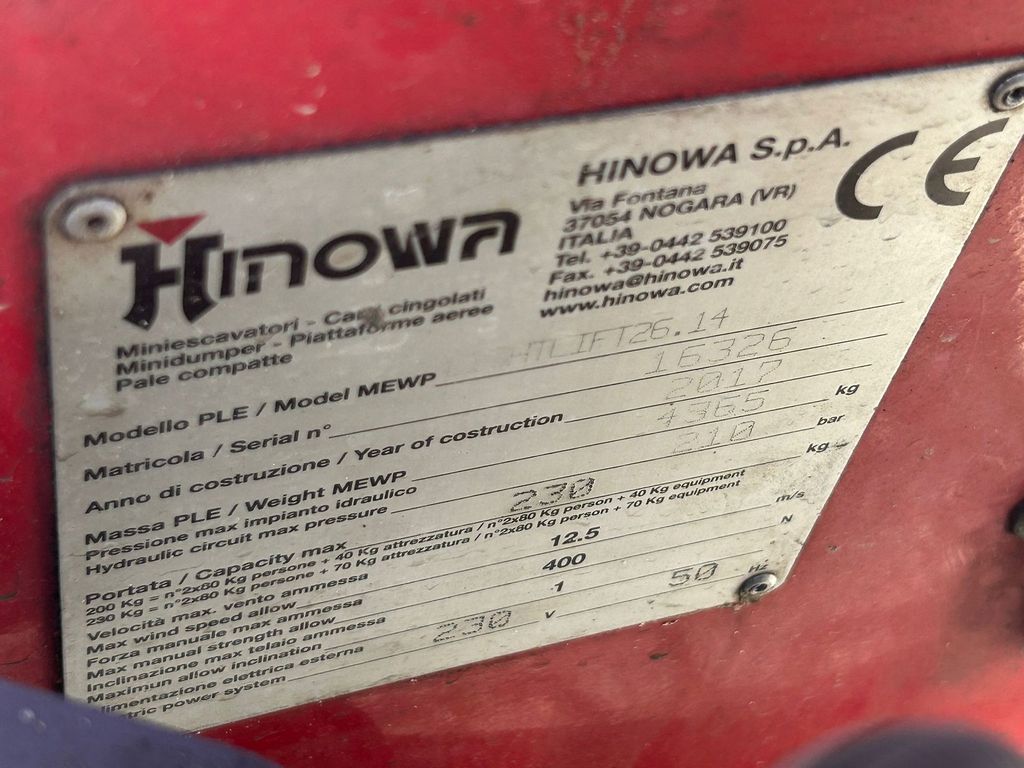 HINOWA
Miniescavatori - Carri cingolati
Minidumper - Piattaforme aeree
Pale compatte
HINOWA S.p.A.
Via Fontana
37054 NOGARA (VR)
ITALIA
Tel. +39-0442 539100
Fax. +39-0442 539075
hinowa@hinowa.it
www.hinowa.com
CE
Modello PLE / Model MEWP HTLIFT26.14
Matricola / Serial n° 16326
Anno di costruzione / Year of costruction 2017
Massa PLE / Weight MEWP 4365 kg
Pressione max impianto idraulico
Hydraulic circuit max pressure 210 bar
Portata / Capacity max 230 kg
200 Kg = n°2x80 Kg persone + 40 Kg attrezzatura / n°2x80 Kg person + 40 Kg equipment
230 Kg = n°2x80 Kg persone + 70 Kg attrezzatura / n°2x80 Kg person + 70 Kg equipment
Velocità max. vento ammessa
Max wind speed allow 12.5 m/s
Forza manuale max ammessa
Max manual strength allow 400 N
Inclinazione max telaio ammessa
Maximun allow inclination 1
limentazione elettrica esterna
tric power system 230 V 50 Hz